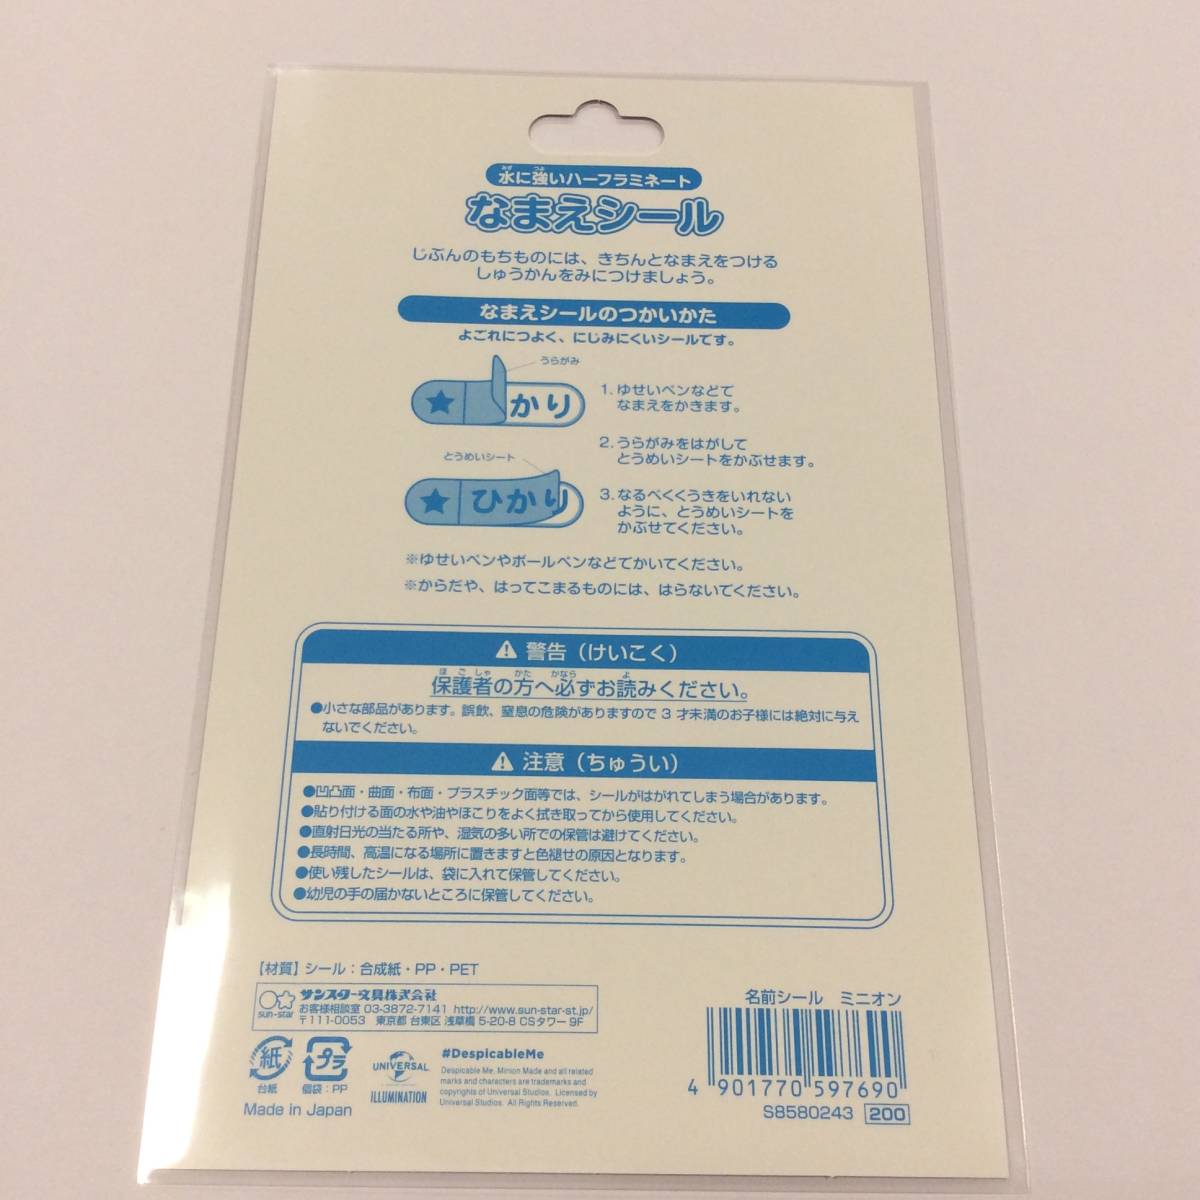 水に強いハーフラミネート
なまえシール
じぶんのもちものには、きちんとなまえをつける
しゅうかんをみにつけましょう。
なまえシールのつかいかた
よごれにつよく、にじみにくいシールです。
うらがみ
かり
1. ゆせいペンなどで
なまえをかきます。
2. うらがみをはがして
とうめいシートをかぶせます。
とうめいシート
ひかり
3. なるべくくうきをいれない
ように、とうめいシートを
かぶせてください。
※ゆせいペンやボールペンなどでかいてください。
※からだや、はってこまるものには、はらないでください。
警告（けいこく）
保護者の方へ必ずお読みください。
●小さな部品があります。誤飲、窒息の危険がありますので 3 才未満のお子様には絶対に与え
ないでください。
注意（ちゅうい）
●凹凸面・曲面・布面・プラスチック面等では、シールがはがれてしまう場合があります。
●貼り付ける面の水や油やほこりをよく拭き取ってから使用してください。
●直射日光の当たる所や、湿気の多い所での保管は避けてください。
●長時間、高温になる場所に置きますと色褪せの原因となります。
●使い残したシールは、袋に入れて保管してください。
●幼児の手の届かないところに保管してください。
【材質】シール：合成紙・PP・PET
sun-star
サンスター文具株式会社
お客様相談室 03-3872-7141 http://www.sun-star-st.jp/
〒111-0053 東京都 台東区 浅草橋 5-20-8 CSタワー 9F
紙
台紙
プラ
個袋：PP
Made in Japan
UNIVERSAL
ILLUMINATION
#DespicableMe
Despicable Me, Minion Made and all related
marks and characters are trademarks and
copyrights of Universal Studios. Licensed by
Universal Studios. All Rights Reserved.
名前シール ミニオン
4 901770 597690
S8580243 200